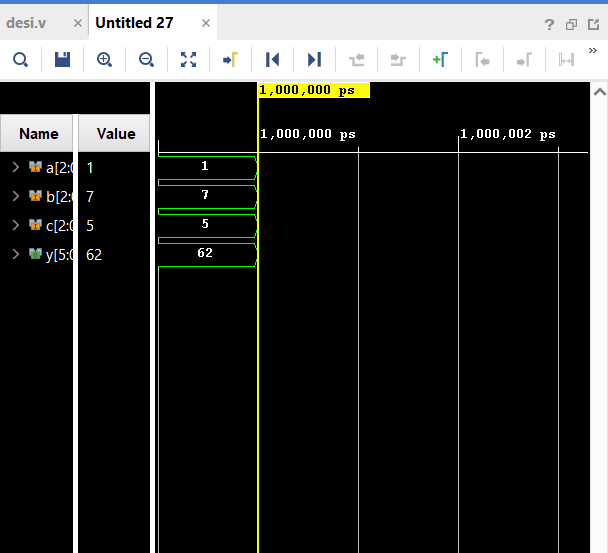 desi.v × Untitled 27 × ?
»
1,000,000 ps
1,000,000 ps 1,000,002 ps
Name Value
a[2:0 1 1
b[2:0 7 7
c[2:0 5 5
y[5:0 62 62